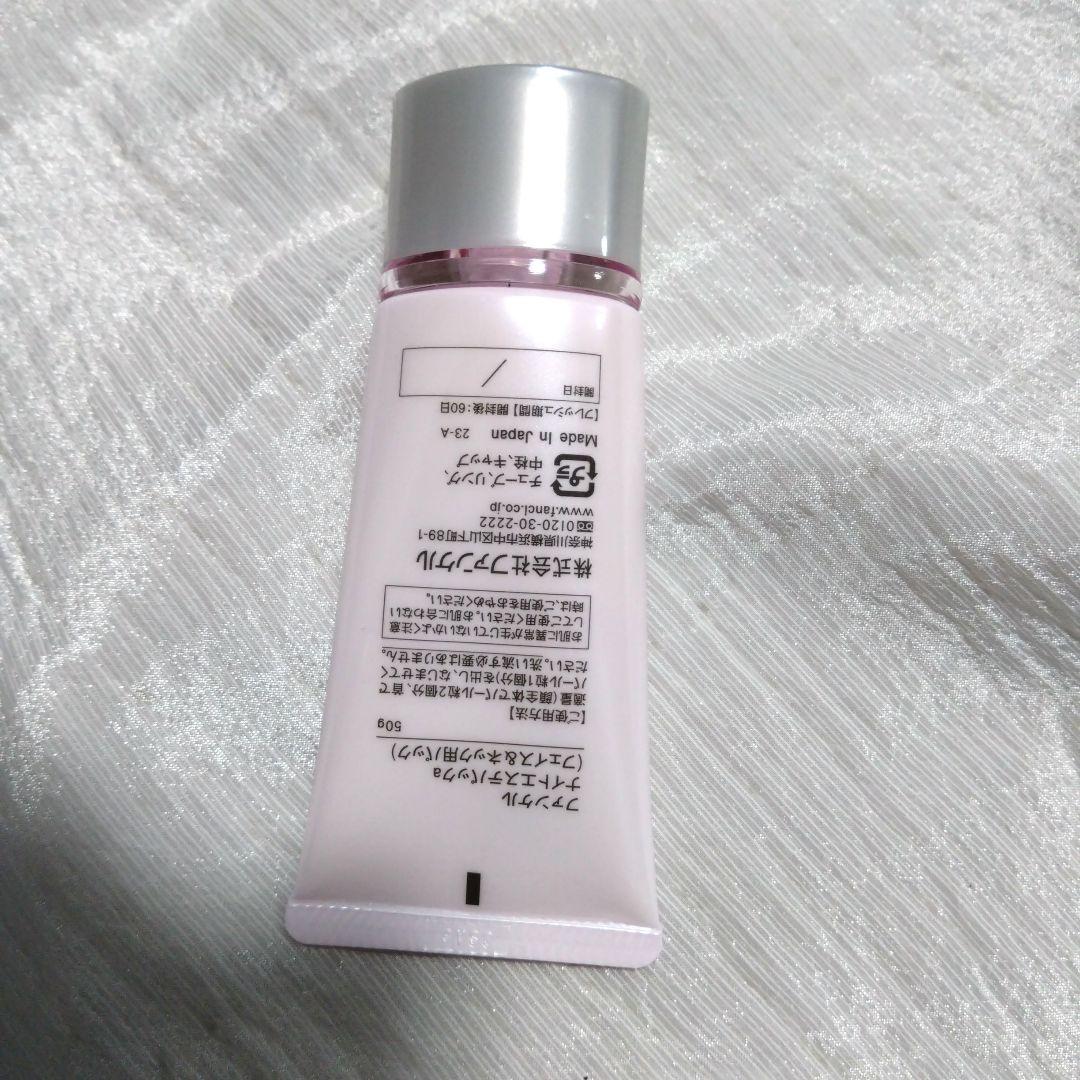 ファンケル
ナイトエステパックa
(フェイス&ネック用パック)
50g
【ご使用方法】
適量(顔全体でパール粒2個分、首で
パール粒1個分)を出し、なじませてく
ださい。洗い流す必要はありません。
お肌に異常が生じていないかよく注意
してご使用ください。お肌に合わない
時は、ご使用をおやめください。
株式会社ファンケル
神奈川県横浜市中区山下町89-1
0120-30-2222
www.fancl.co.jp
プラ
チューブ、リング、
中栓、キャップ
Made In Japan 23-A
【フレッシュ期間】開封後:60日
開封日
/